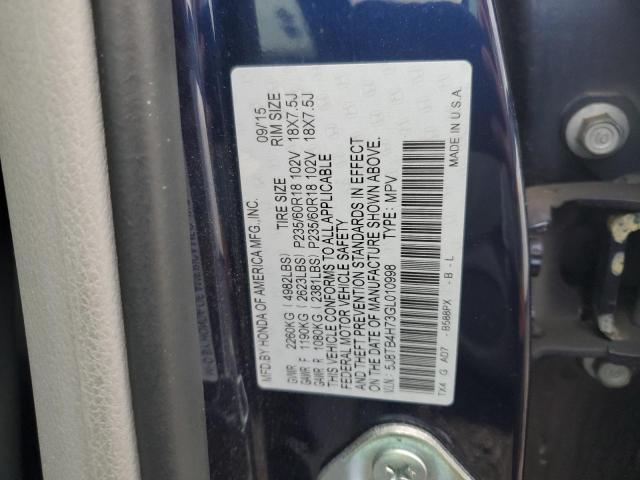 MFD.BY HONDA OF AMERICA MFG.,INC. 09/15
TIRE SIZE RIM SIZE
GVWR 2260KG (4982LBS)
GAWR F 1190KG (2623LBS) P235/60R18 102V 18X7.5J
GAWR R 1080KG (2381LBS) P235/60R18 102V 18X7.5J
THIS VEHICLE CONFORMS TO ALL APPLICABLE
FEDERAL MOTOR VEHICLE SAFETY
AND THEFT PREVENTION STANDARDS IN EFFECT
ON THE DATE OF MANUFACTURE SHOWN ABOVE.
V.I.N: 5J8TB4H73GL010998 TYPE: MPV
TX4 G A07 - B588PX - B - L MADE IN U.S.A.